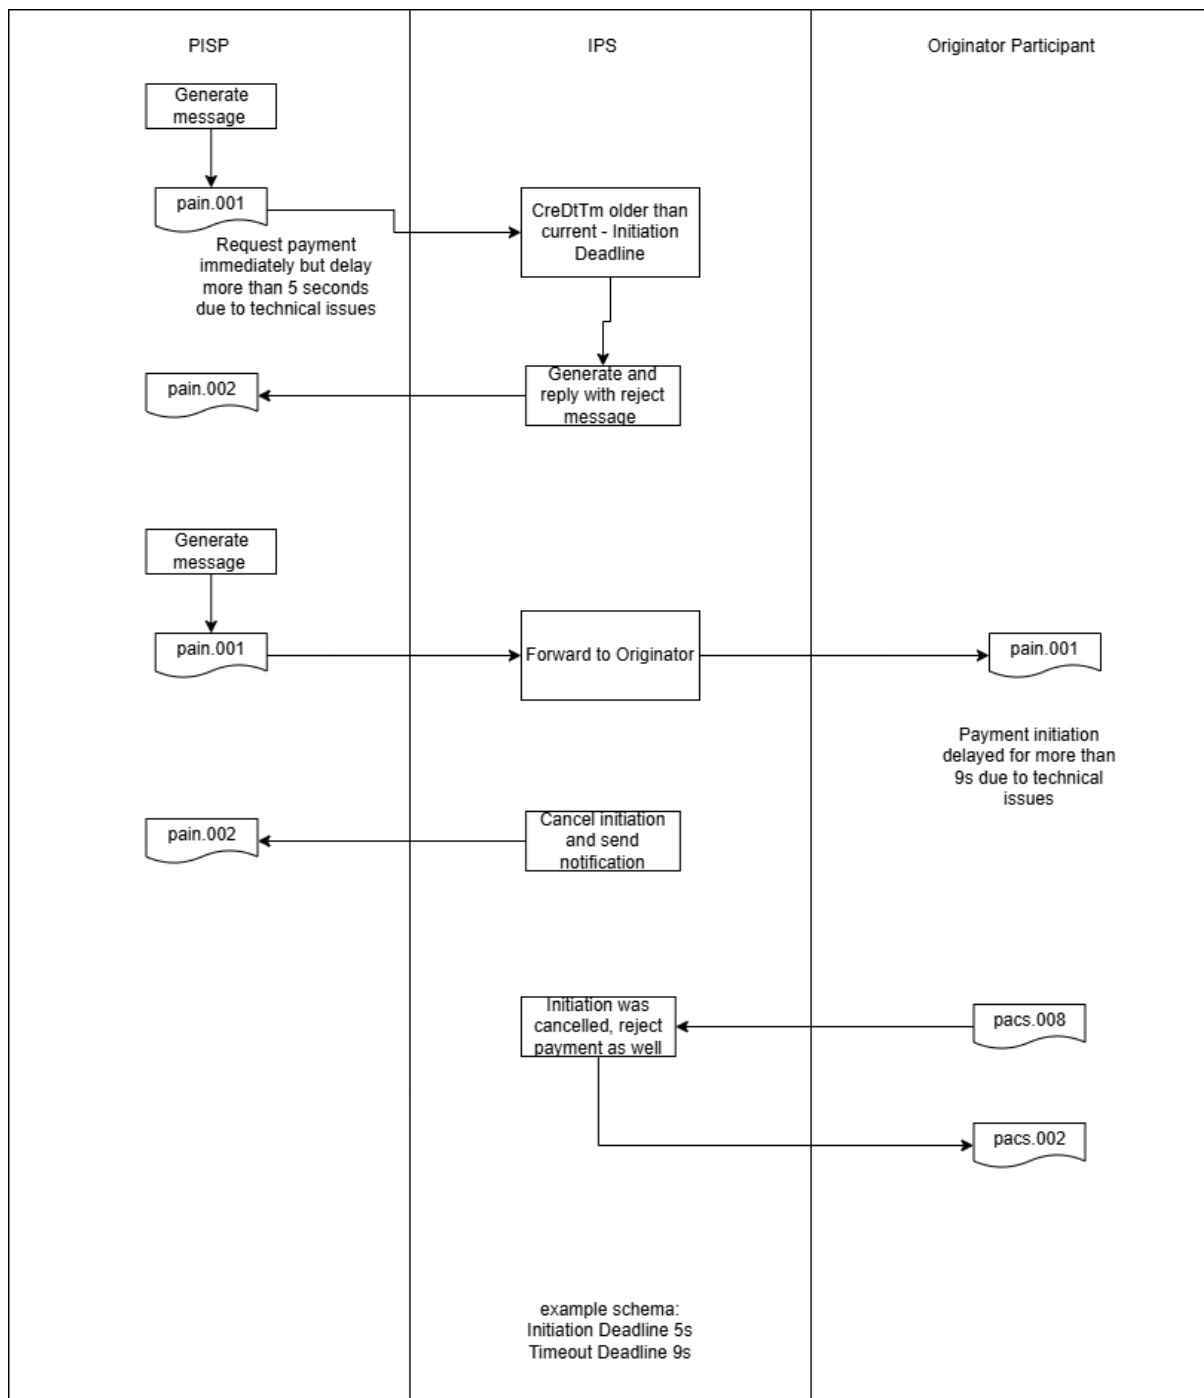 PISP
IPS
Originator Participant
Generate
message
pain.001
Request payment
immediately but delay
more than 5 seconds
due to technical issues
CreDtTm older than
current - Initiation
Deadline
Generate and
reply with reject
message
pain.002
Generate
message
pain.001
Forward to Originator
pain.001
Payment initiation
delayed for more than
9s due to technical
issues
Cancel initiation
and send
notification
pain.002
pacs.008
Initiation was
cancelled, reject
payment as well
pacs.002
example schema:
Initiation Deadline 5s
Timeout Deadline 9s